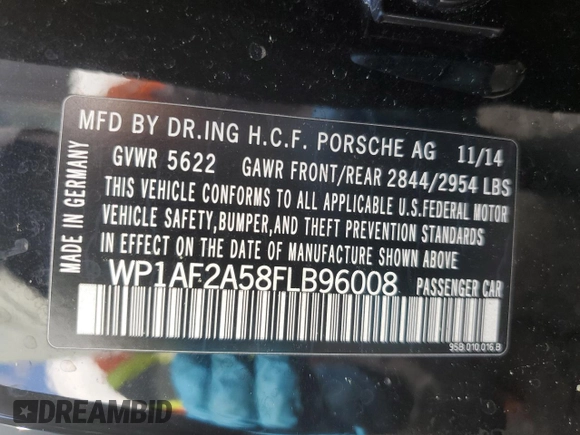 MFD BY DR.ING H.C.F. PORSCHE AG 11/14
GVWR 5622 GAWR FRONT/REAR 2844/2954 LBS
THIS VEHICLE CONFORMS TO ALL APPLICABLE U.S.FEDERAL MOTOR
VEHICLE SAFETY,BUMPER,AND THEFT PREVENTION STANDARDS
IN EFFECT ON THE DATE OF MANUFACTURE SHOWN ABOVE
WP1AF2A58FLB96008 PASSENGER CAR
MADE IN GERMANY
95B.010.016.B
DREAMBID